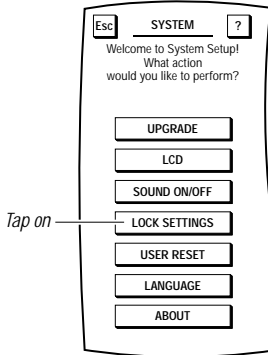 Esc SYSTEM ?
Welcome to System Setup!
What action
would you like to perform?
UPGRADE
LCD
SOUND ON/OFF
Tap on LOCK SETTINGS
USER RESET
LANGUAGE
ABOUT